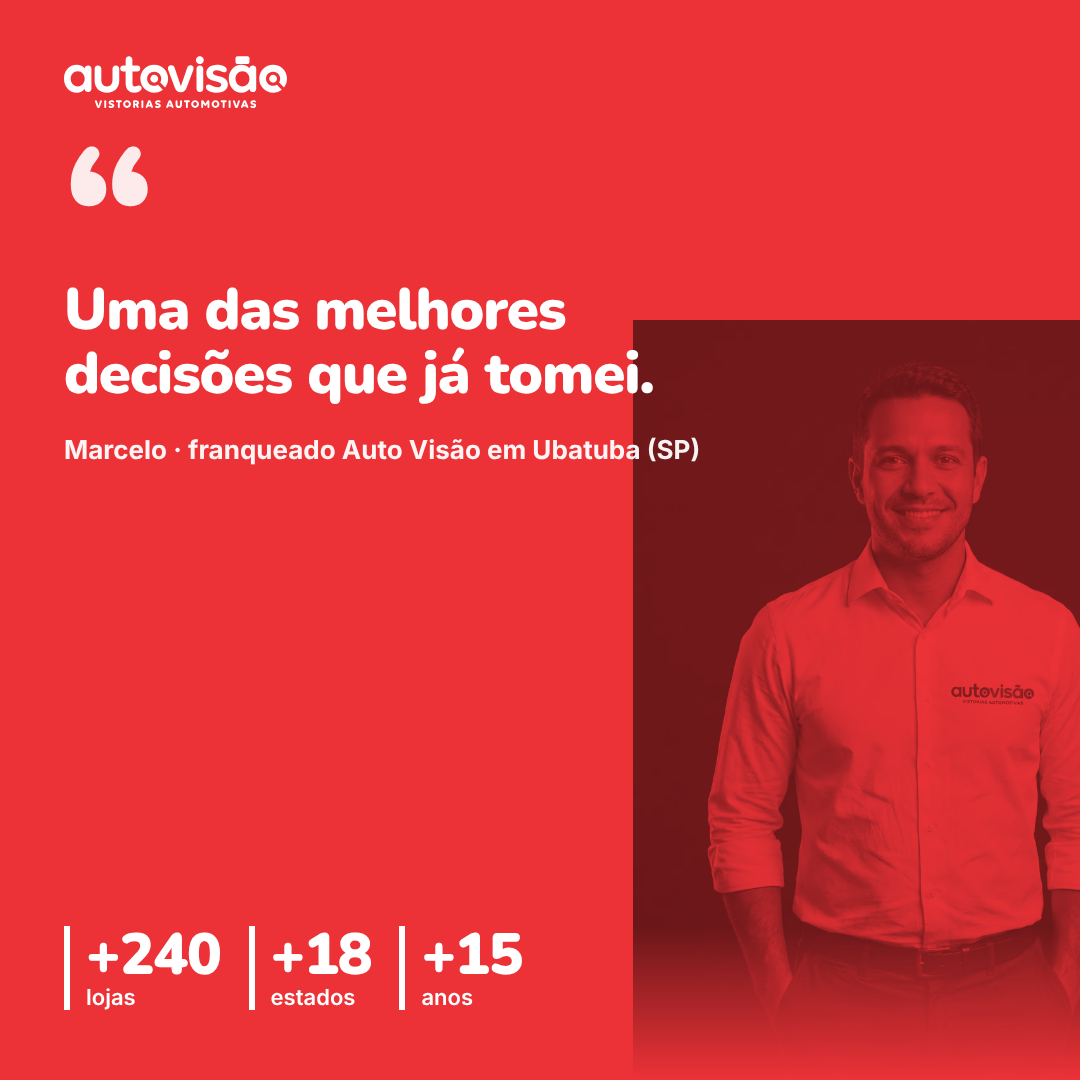 autovisão
VISTORIAS AUTOMOTIVAS
“
Uma das melhores
decisões que já tomei.
Marcelo · franqueado Auto Visão em Ubatuba (SP)
autovisão
VISTORIAS AUTOMOTIVAS
+240
lojas
+18
estados
+15
anos